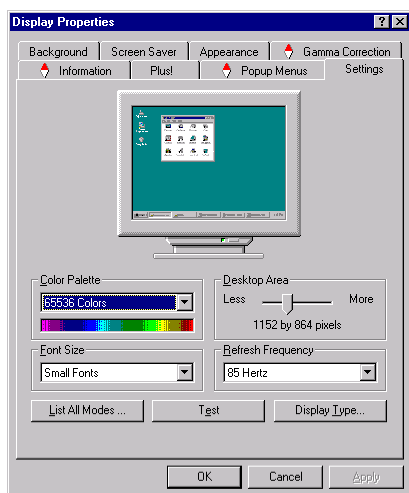 Display Properties
Background Screen Saver Appearance Gamma Correction
Information Plus! Popup Menus Settings
Color Palette
65536 Colors
Desktop Area
Less More
1152 by 864 pixels
Font Size
Small Fonts
Refresh Frequency
85 Hertz
List All Modes ... Test Display Type...
OK Cancel Apply